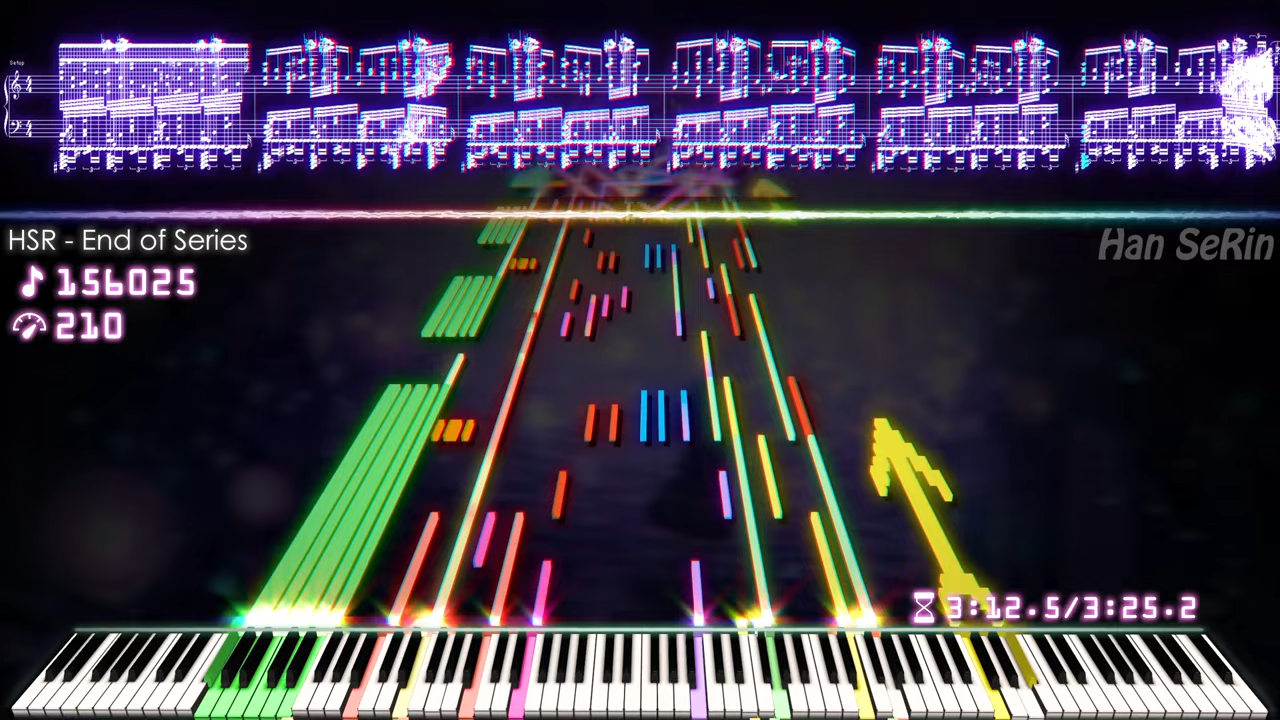 HSR - End of Series
Han SeRin
156025
210
3:12.5/3:25.2